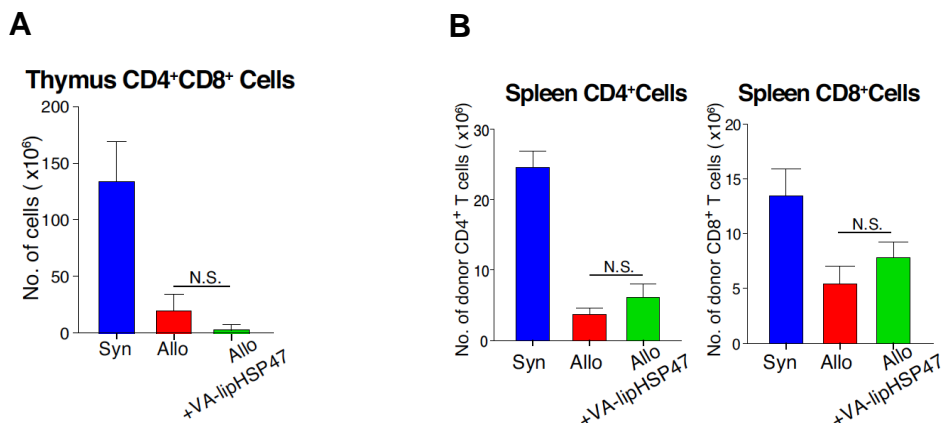 A
Thymus CD4⁺CD8⁺ Cells
No. of cells ( x10⁶)
200
150
100
50
0
N.S.
Syn
Allo
Allo
+VA-lipHSP47
B
Spleen CD4⁺Cells
No. of donor CD4⁺ T cells ( x10⁶)
30
20
10
0
N.S.
Syn
Allo
Allo
+VA-lipHSP47
Spleen CD8⁺Cells
No. of donor CD8⁺ T cells ( x10⁶)
20
15
10
5
0
N.S.
Syn
Allo
Allo
+VA-lipHSP47